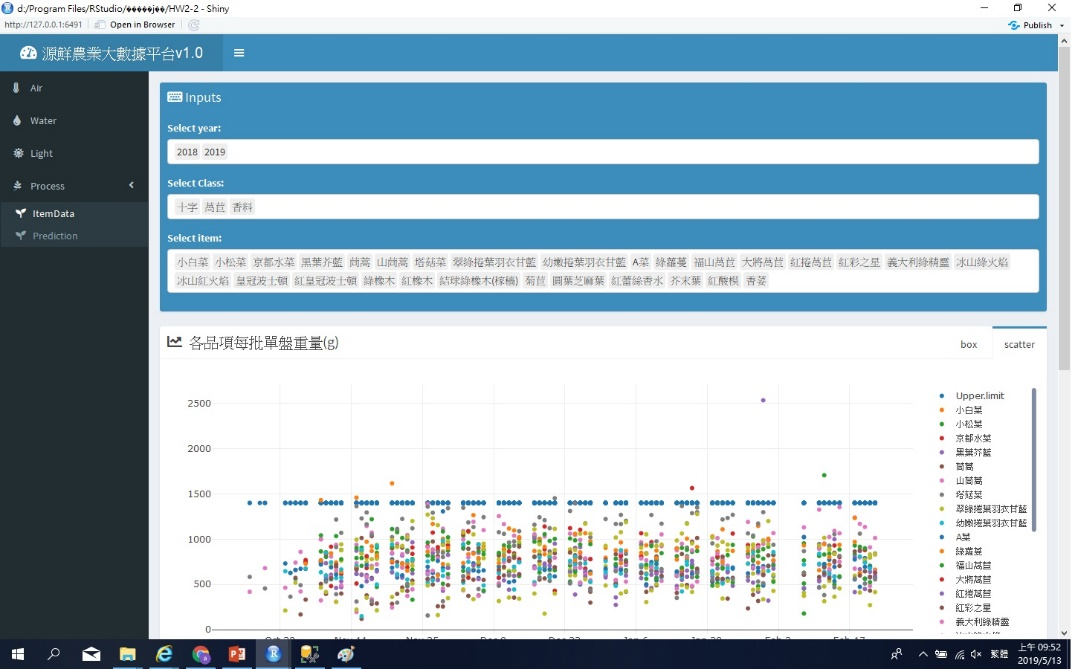 d:/Program Files/RStudio/�����j��/HW2-2 - Shiny
http://127.0.0.1:6491 Open in Browser Publish
源鮮農業大數據平台v1.0
Air
Water
Light
Process
ItemData
Prediction
Inputs
Select year:
2018 2019
Select Class:
十字 萵苣 香料
Select item:
小白菜 小松菜 京都水菜 黑葉芥藍 茼蒿 山茼蒿 塔菇菜 翠綠捲葉羽衣甘藍 幼嫩捲葉羽衣甘藍 A菜 綠蘿蔓 福山萵苣 大將萵苣 紅捲萵苣 紅彩之星 義大利綠精靈 冰山綠火焰
冰山紅火焰 皇冠波士頓 紅皇冠波士頓 綠橡木 紅橡木 結球綠橡木(採種) 菊苣 圓葉芝麻葉 紅蕾絲香水 芥末葉 紅酸模 香菜
各品項每批單盤重量(g)
box scatter
2500
2000
1500
1000
500
0
Nov 11
Nov 25
Dec 9
Dec 23
Jan 6
Jan 20
Feb 3
Feb 17
Upper.limit
小白菜
小松菜
京都水菜
黑葉芥藍
茼蒿
山茼蒿
塔菇菜
翠綠捲葉羽衣甘藍
幼嫩捲葉羽衣甘藍
A菜
綠蘿蔓
福山萵苣
大將萵苣
紅捲萵苣
紅彩之星
義大利綠精靈
繁體
上午 09:52
2019/5/13